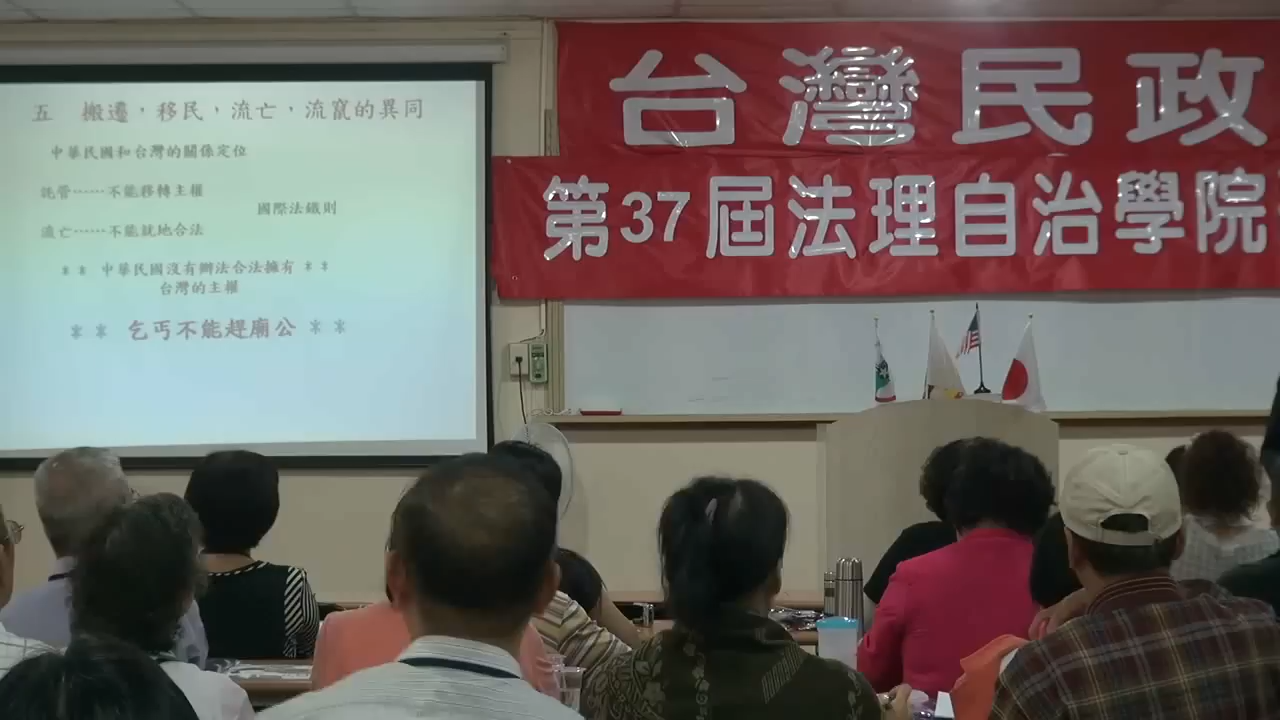 五 搬遷，移民，流亡，流竄的異同
中華民國和台灣的關係定位
託管……不能移轉主權
國際法鐵則
流亡……不能就地合法
** 中華民國沒有辦法合法擁有 **
台灣的主權
** 乞丐不能趕廟公 **
台灣民政
第37屆法理自治學院